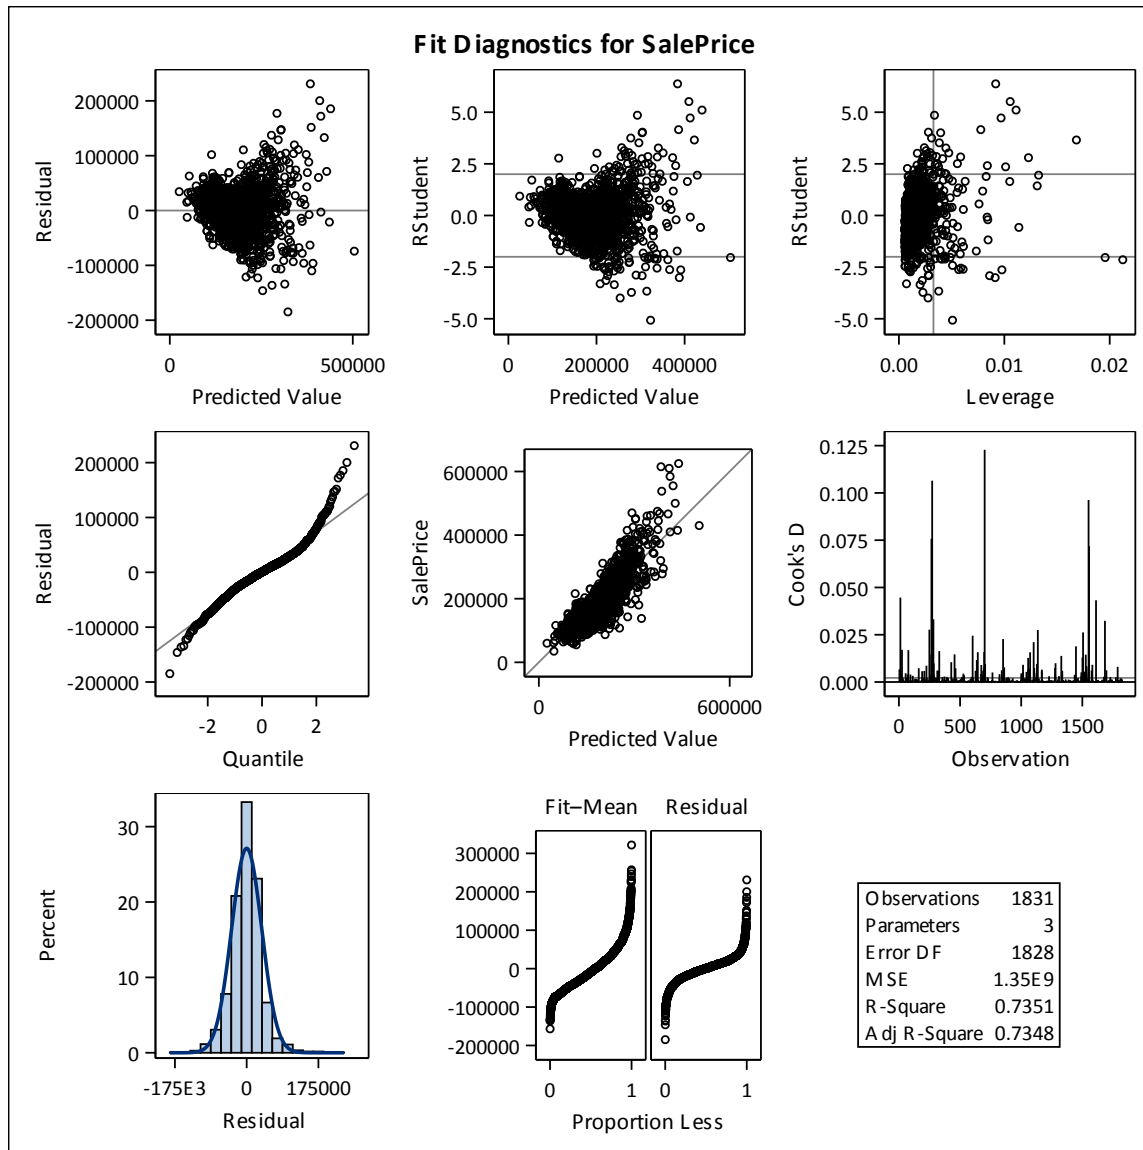 Fit Diagnostics for SalePrice
Residual
200000
100000
0
-100000
-200000
0
500000
Predicted Value
RStudent
5.0
2.5
0.0
-2.5
-5.0
0
200000
400000
Predicted Value
RStudent
5.0
2.5
0.0
-2.5
-5.0
0.00
0.01
0.02
Leverage
Residual
200000
100000
0
-100000
-200000
-2
0
2
Quantile
SalePrice
600000
400000
200000
0
0
600000
Predicted Value
Cook's D
0.125
0.100
0.075
0.050
0.025
0.000
0
500
1000
1500
Observation
Percent
30
20
10
0
-175E3
0
175000
Residual
Fit–Mean
Residual
300000
200000
100000
0
-100000
-200000
0
1
0
1
Proportion Less
Observations 1831
Parameters 3
Error DF 1828
MSE 1.35E9
R-Square 0.7351
Adj R-Square 0.7348